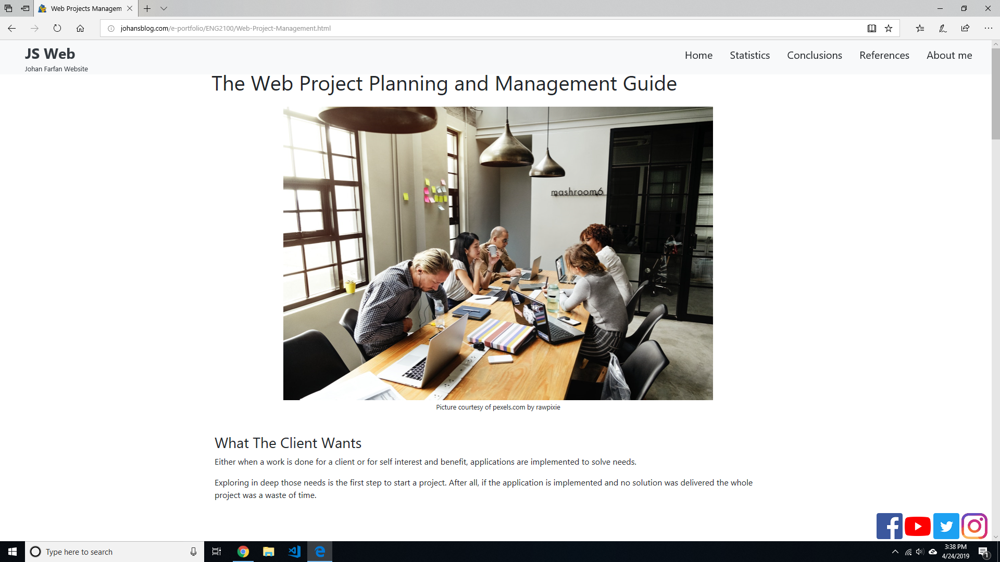 Web Projects Managem
johansblog.com/e-portfolio/ENG2100/Web-Project-Management.html
JS Web
Johan Farfan Website
Home Statistics Conclusions References About me
The Web Project Planning and Management Guide
mashroom6
Picture courtesy of pexels.com by rawpixie
What The Client Wants
Either when a work is done for a client or for self interest and benefit, applications are implemented to solve needs.
Exploring in deep those needs is the first step to start a project. After all, if the application is implemented and no solution was delivered the whole
project was a waste of time.
Type here to search
3:38 PM
4/24/2019
1